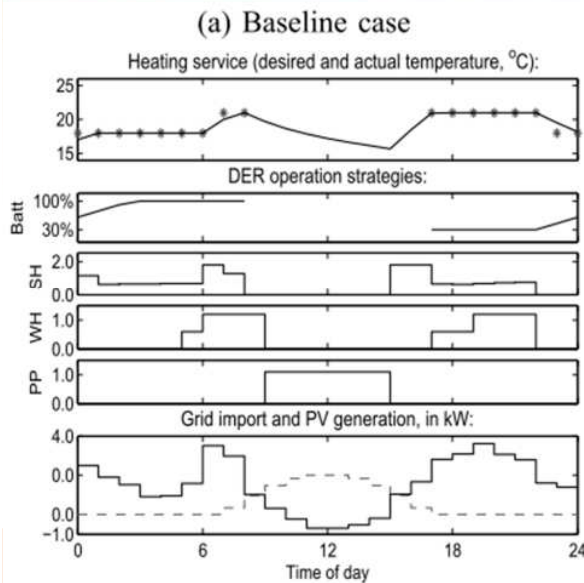 (a) Baseline case
Heating service (desired and actual temperature, °C):
25
20
15
DER operation strategies:
Batt
100%
30%
SH
2.0
0.0
WH
1.0
0.0
PP
1.0
0.0
Grid import and PV generation, in kW:
4.0
0.0
0.0
−1.0
0 6 12 18 24
Time of day